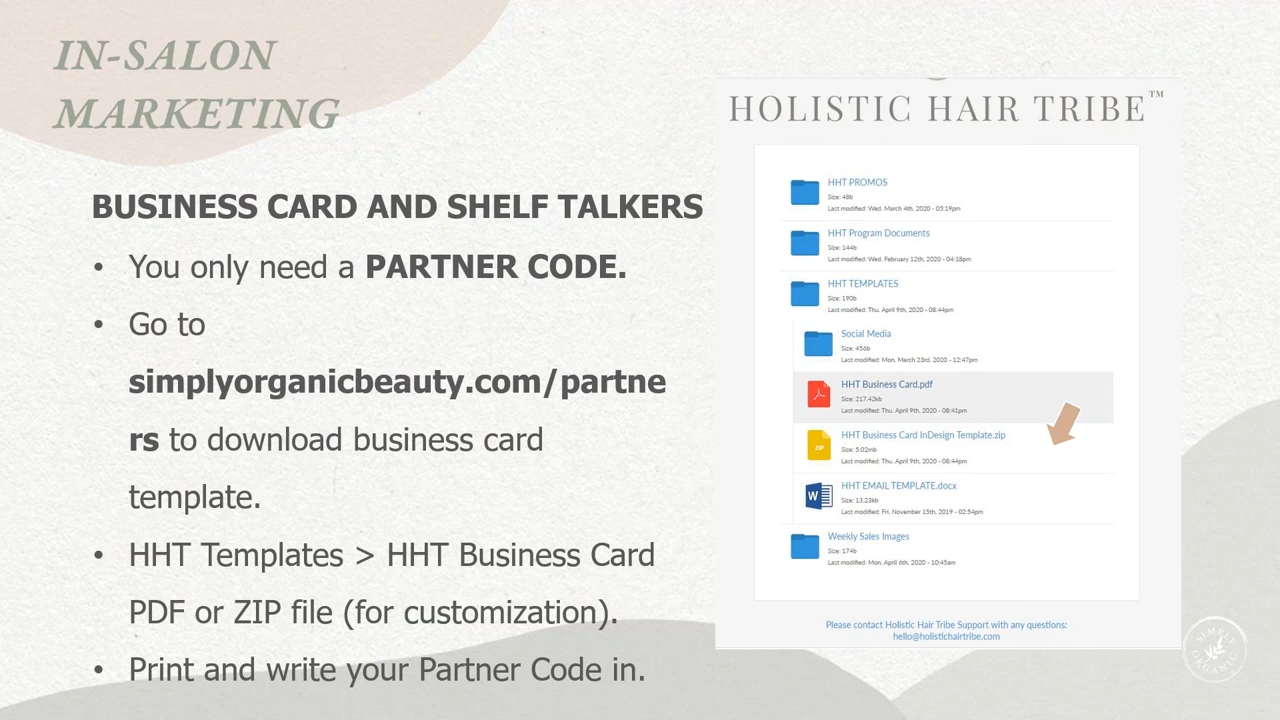 IN-SALON
MARKETING
BUSINESS CARD AND SHELF TALKERS
• You only need a PARTNER CODE.
• Go to
simplyorganicbeauty.com/partne
rs to download business card
template.
• HHT Templates > HHT Business Card
PDF or ZIP file (for customization).
• Print and write your Partner Code in.
HOLISTIC HAIR TRIBE™
HHT PROMOS
Size: 48b
Last modified: Wed. March 4th, 2020 - 05:19pm
HHT Program Documents
Size: 144b
Last modified: Wed. February 12th, 2020 - 04:18pm
HHT TEMPLATES
Size: 190b
Last modified: Thu. April 9th, 2020 - 08:44pm
Social Media
Size: 456b
Last modified: Mon. March 23rd, 2020 - 12:47pm
HHT Business Card.pdf
Size: 217.42kb
Last modified: Thu. April 9th, 2020 - 08:41pm
ZIP
HHT Business Card InDesign Template.zip
Size: 5.02mb
Last modified: Thu. April 9th, 2020 - 08:44pm
W
HHT EMAIL TEMPLATE.docx
Size: 13.23kb
Last modified: Fri. November 15th, 2019 - 02:54pm
Weekly Sales Images
Size: 174b
Last modified: Mon. April 6th, 2020 - 10:45am
Please contact Holistic Hair Tribe Support with any questions:
hello@holistichairtribe.com
SIMPLY
ORGANIC